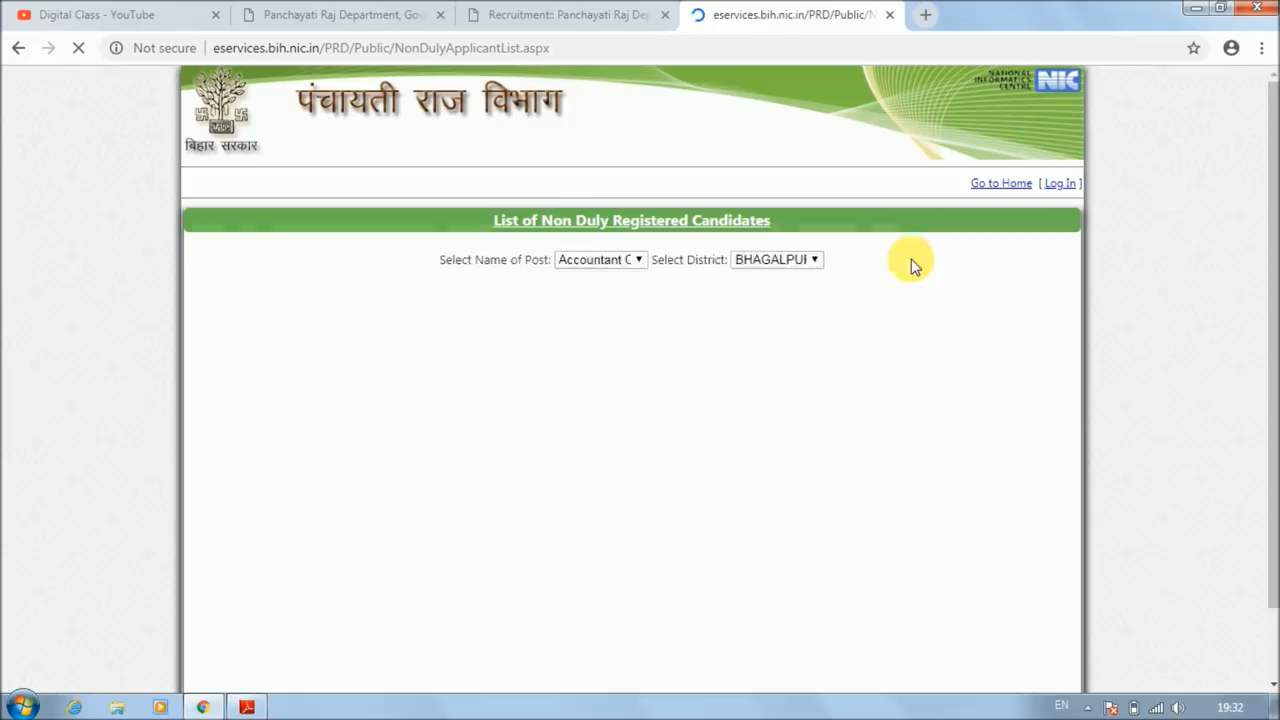 Digital Class - YouTube
Panchayati Raj Department, Gov
Recruitment:: Panchayati Raj De
eservices.bih.nic.in/PRD/Public/N
Not secure
eservices.bih.nic.in/PRD/Public/NonDulyApplicantList.aspx
पंचायती राज विभाग
बिहार सरकार
NATIONAL
INFORMATICS
CENTRE
NIC
Go to Home [ Log In ]
List of Non Duly Registered Candidates
Select Name of Post: Accountant C Select District: BHAGALPUR
EN
19:32